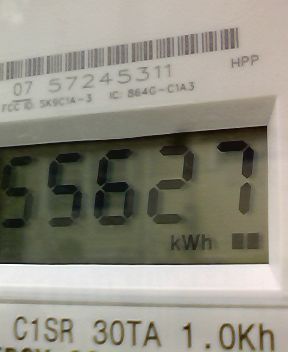 07 57245311
HPP
FCC ID: SK9C1A-3 IC: 864G-C1A3
55627
kWh
C1SR 30TA 1.0Kh